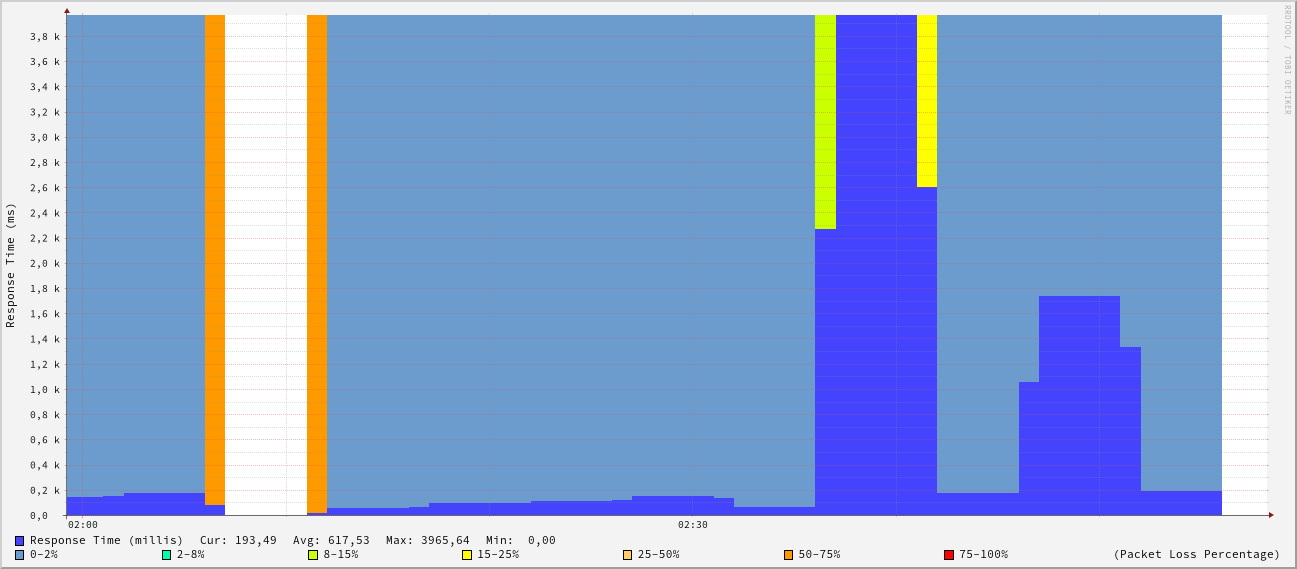 RRDTOOL / TOBI OETIKER
Response Time (ms)
3,8 k
3,6 k
3,4 k
3,2 k
3,0 k
2,8 k
2,6 k
2,4 k
2,2 k
2,0 k
1,8 k
1,6 k
1,4 k
1,2 k
1,0 k
0,8 k
0,6 k
0,4 k
0,2 k
0,0
02:00 02:30
Response Time (millis) Cur: 193,49 Avg: 617,53 Max: 3965,64 Min: 0,00
0-2% 2-8% 8-15% 15-25% 25-50% 50-75% 75-100% (Packet Loss Percentage)